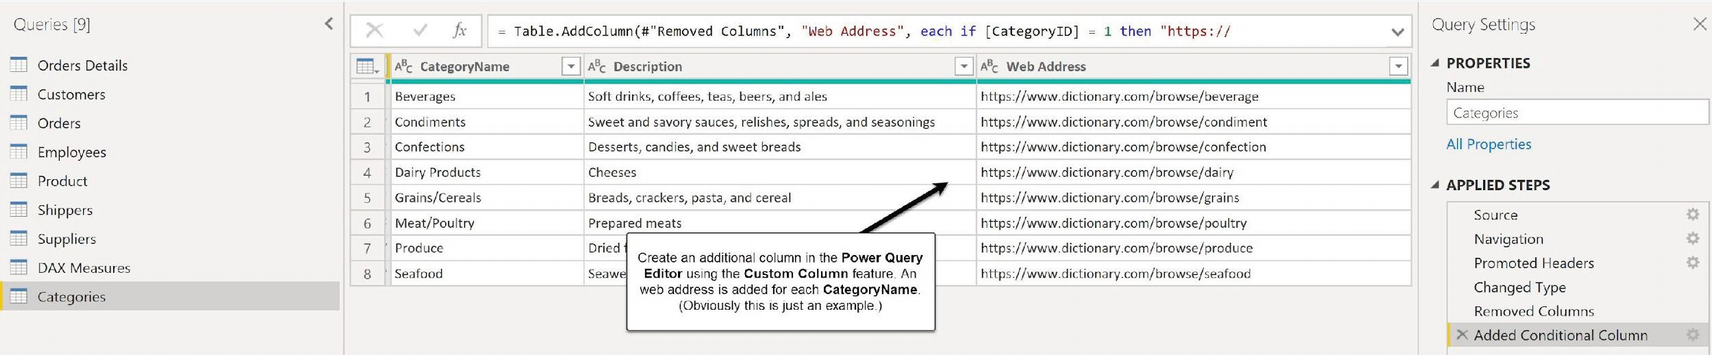 Queries [9]
Orders Details
Customers
Orders
Employees
Product
Shippers
Suppliers
DAX Measures
Categories
fx = Table.AddColumn(#"Removed Columns", "Web Address", each if [CategoryID] = 1 then "https://
ABC CategoryName ABC Description ABC Web Address
1 Beverages Soft drinks, coffees, teas, beers, and ales https://www.dictionary.com/browse/beverage
2 Condiments Sweet and savory sauces, relishes, spreads, and seasonings https://www.dictionary.com/browse/condiment
3 Confections Desserts, candies, and sweet breads https://www.dictionary.com/browse/confection
4 Dairy Products Cheeses https://www.dictionary.com/browse/dairy
5 Grains/Cereals Breads, crackers, pasta, and cereal https://www.dictionary.com/browse/grains
6 Meat/Poultry Prepared meats https://www.dictionary.com/browse/poultry
7 Produce Dried https://www.dictionary.com/browse/produce
8 Seafood Seawe https://www.dictionary.com/browse/seafood
Create an additional column in the Power Query
Editor using the Custom Column feature. An
web address is added for each CategoryName.
(Obviously this is just an example.)
Query Settings
PROPERTIES
Name
Categories
All Properties
APPLIED STEPS
Source
Navigation
Promoted Headers
Changed Type
Removed Columns
Added Conditional Column